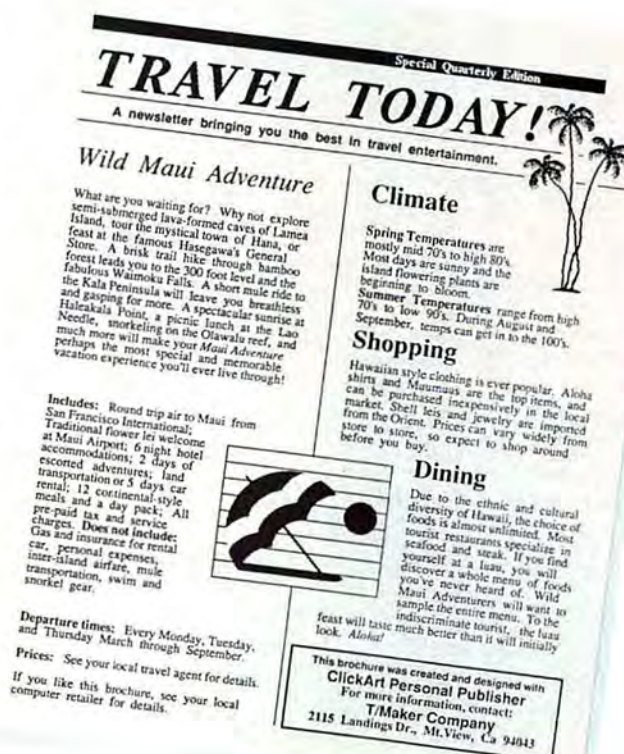 Special Quarterly Edition
TRAVEL TODAY!
A newsletter bringing you the best in travel entertainment.
Wild Maui Adventure
What are you waiting for? Why not explore
semi-submerged lava-formed caves of Lamea
Island, tour the mystical town of Hana, or
feast at the famous Hasegawa's General
Store. A brisk trail hike through bamboo
forest leads you to the 300 foot level and the
fabulous Waimoku Falls. A short mule ride to
the Kala Peninsula will leave you breathless
and gasping for more. A spectacular sunrise at
Haleakala Point, a picnic lunch at the Lao
Needle, snorkeling on the Olawalu reef, and
much more will make your Maui Adventure
perhaps the most special and memorable
vacation experience you'll ever live through!
Includes: Round trip air to Maui from
San Francisco International;
Traditional flower lei welcome
at Maui Airport; 6 night hotel
accommodations; 2 days of
escorted adventures; land
transportation or 5 days car
rental; 12 continental-style
meals and a day pack; All
pre-paid tax and service
charges. Does not include:
Gas and insurance for rental
car, personal expenses,
inter-island airfare, mule
transportation, swim and
snorkel gear.
Departure times: Every Monday, Tuesday,
and Thursday March through September.
Prices: See your local travel agent for details.
If you like this brochure, see your local
computer retailer for details.
Climate
Spring Temperatures are
mostly mid 70's to high 80's.
Most days are sunny and the
island flowering plants are
beginning to bloom.
Summer Temperatures range from high
70's to low 90's. During August and
September, temps can get in to the 100's.
Shopping
Hawaiian style clothing is ever popular. Aloha
shirts and Muumuus are the top items, and
can be purchased inexpensively in the local
market. Shell leis and jewelry are imported
from the Orient. Prices can vary widely from
store to store, so expect to shop around
before you buy.
Dining
Due to the ethnic and cultural
diversity of Hawaii, the choice of
foods is almost unlimited. Most
tourist restaurants specialize in
seafood and steak. If you find
yourself at a luau, you will
discover a whole menu of foods
you've never heard of. Wild
Maui Adventurers will want to
sample the entire menu. To the
indiscriminate tourist, the luau
feast will taste much better than it will initially
look. Aloha!
This brochure was created and designed with
ClickArt Personal Publisher
For more information, contact:
T/Maker Company
2115 Landings Dr., Mt.View, Ca 94043